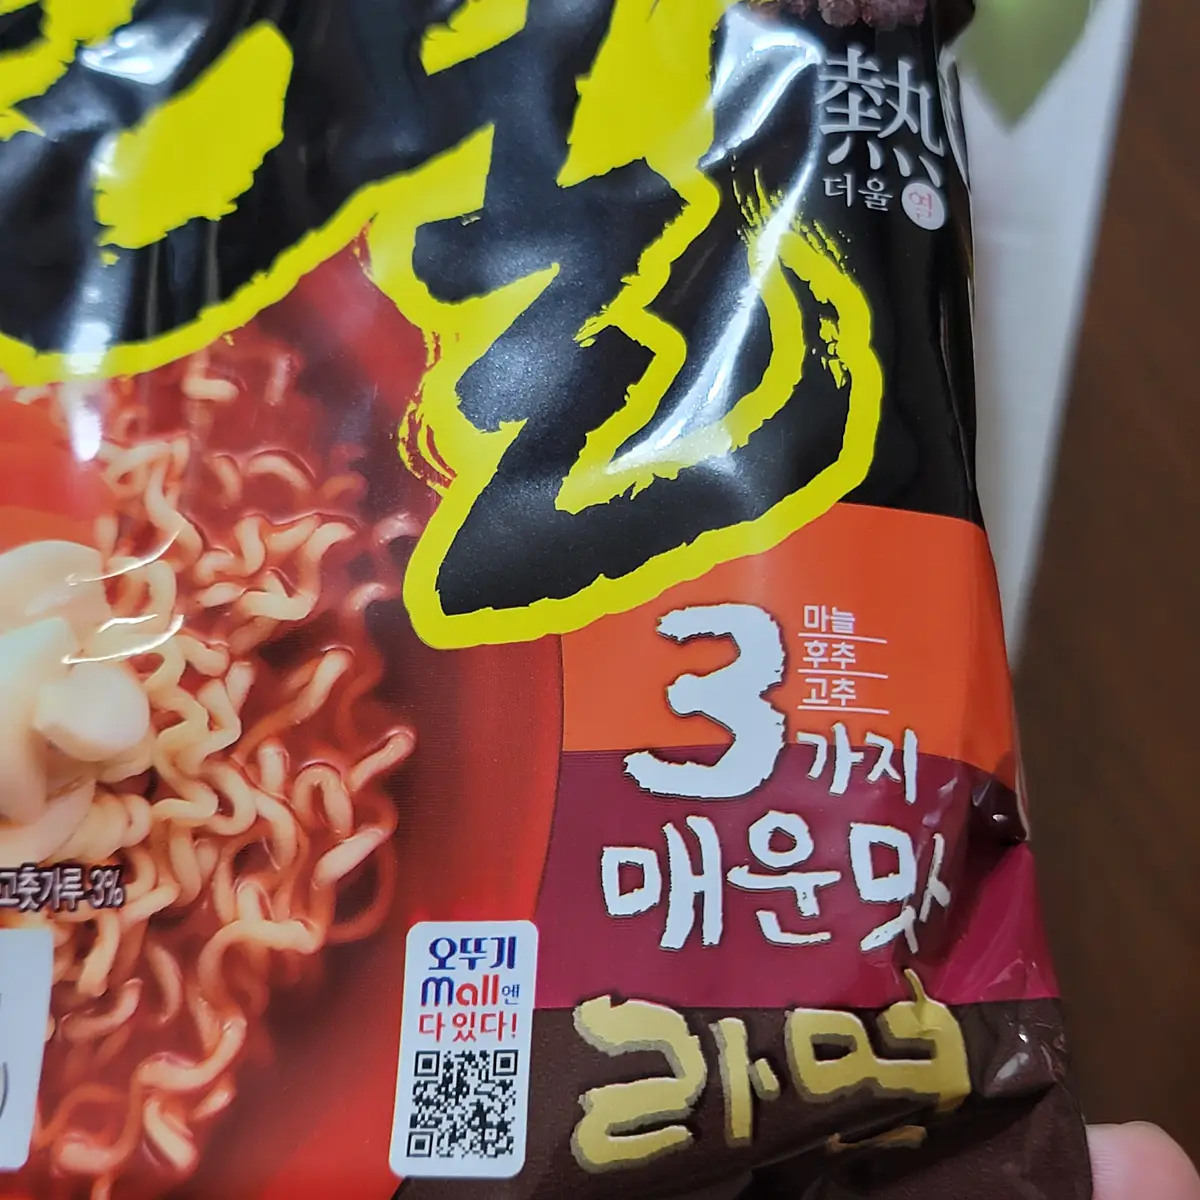 熱
더울 열
마늘
후추
고추
3가지
매운맛
라면
고춧가루 3%
오뚜기
mall엔
다 있다!